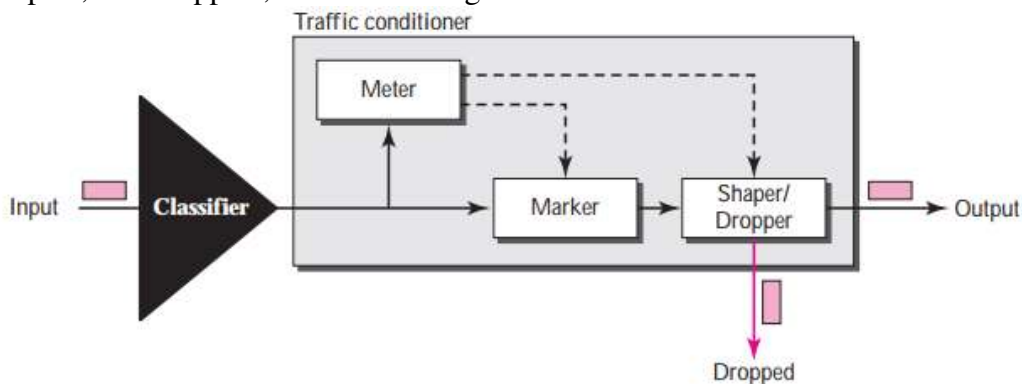 Traffic conditioner
Meter
Input
Classifier
Marker
Shaper/
Dropper
Output
Dropped